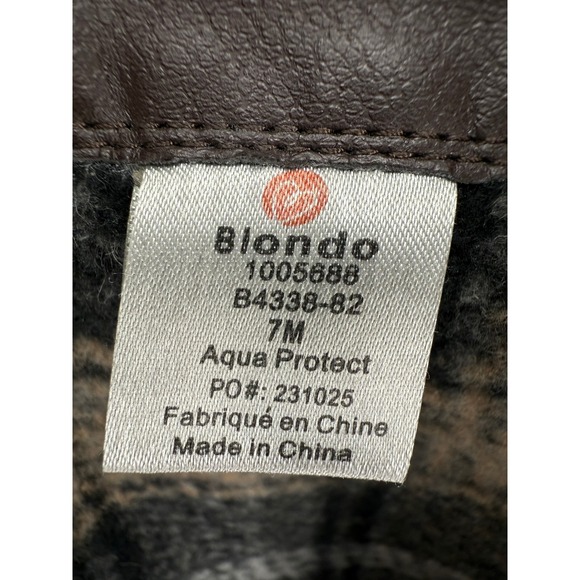 Blondo
1005688
B4338-82
7M
Aqua Protect
PO#: 231025
Fabriqué en Chine
Made in China